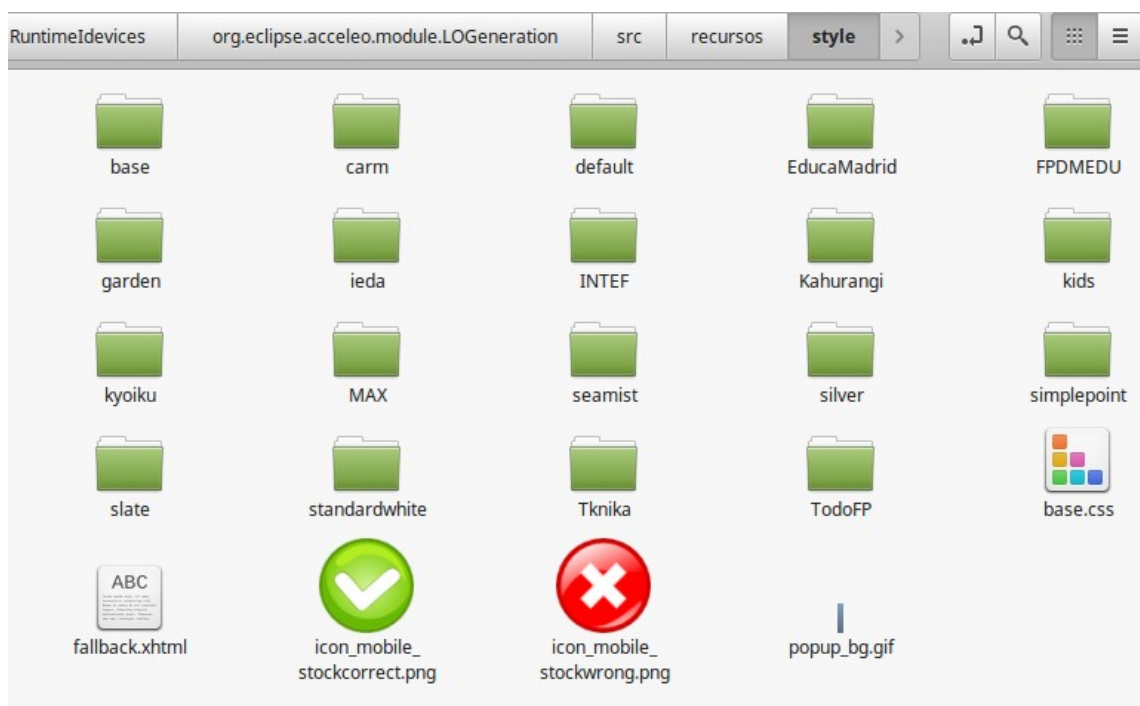 RuntimeIdevices org.eclipse.acceleo.module.LOGeneration src recursos style
base carm default EducaMadrid FPDMEDU
garden ieda INTEF Kahurangi kids
kyoiku MAX seamist silver simplepoint
slate standardwhite Tknika TodoFP base.css
ABC
fallback.xhtml icon_mobile_ icon_mobile_ popup_bg.gif
stockcorrect.png stockwrong.png